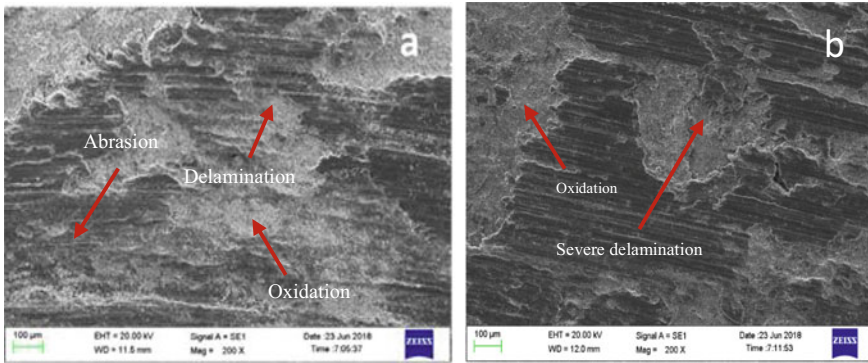 a
Abrasion
Delamination
Oxidation
100 µm
EHT = 20.00 kV
WD = 11.5 mm
Signal A = SE1
Mag = 200 X
Date :23 Jun 2018
Time :7:05:37
ZEISS
b
Oxidation
Severe delamination
100 µm
EHT = 20.00 kV
WD = 12.0 mm
Signal A = SE1
Mag = 200 X
Date :23 Jun 2018
Time :7:11:53
ZEISS